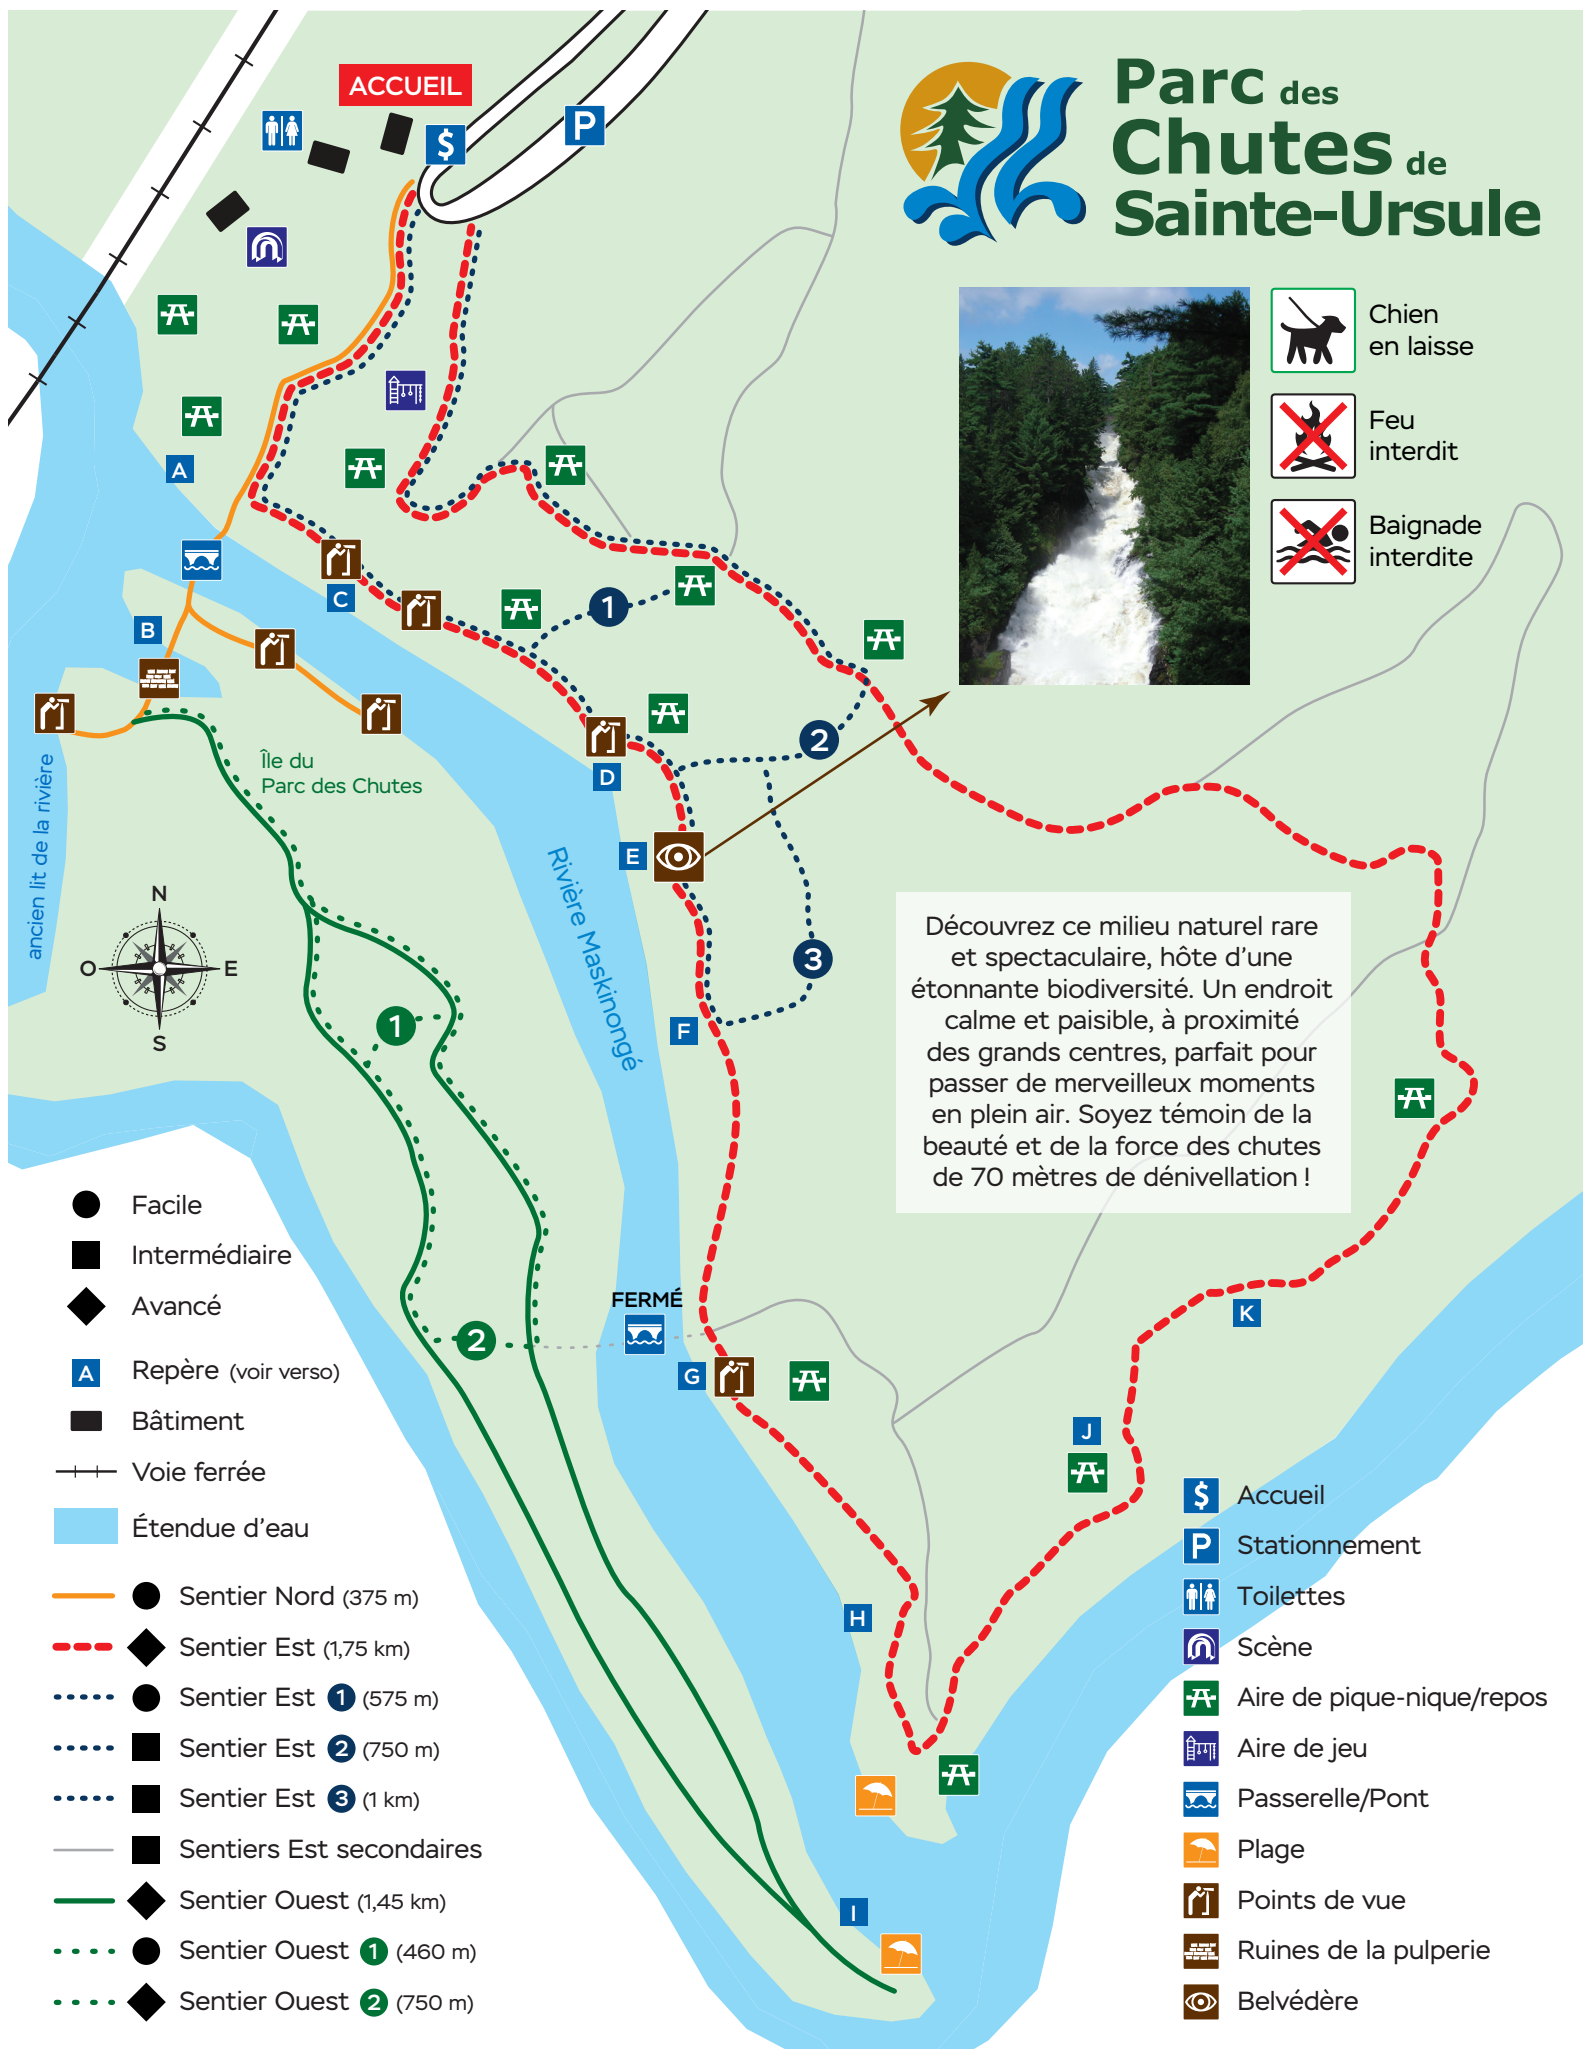 ACCUEIL
$
P
Parc des
Chutes de
Sainte-Ursule
Chien
en laisse
Feu
interdit
Baignade
interdite
A
B
C
1
2
D
E
3
F
Île du
Parc des Chutes
ancien lit de la rivière
Rivière Maskinongé
N
O
E
S
1
2
FERMÉ
G
H
I
J
K
Découvrez ce milieu naturel rare
et spectaculaire, hôte d'une
étonnante biodiversité. Un endroit
calme et paisible, à proximité
des grands centres, parfait pour
passer de merveilleux moments
en plein air. Soyez témoin de la
beauté et de la force des chutes
de 70 mètres de dénivellation !
Facile
Intermédiaire
Avancé
A Repère (voir verso)
Bâtiment
Voie ferrée
Étendue d'eau
Sentier Nord (375 m)
Sentier Est (1,75 km)
Sentier Est 1 (575 m)
Sentier Est 2 (750 m)
Sentier Est 3 (1 km)
Sentiers Est secondaires
Sentier Ouest (1,45 km)
Sentier Ouest 1 (460 m)
Sentier Ouest 2 (750 m)
$ Accueil
P Stationnement
Toilettes
Scène
Aire de pique-nique/repos
Aire de jeu
Passerelle/Pont
Plage
Points de vue
Ruines de la pulperie
Belvédère